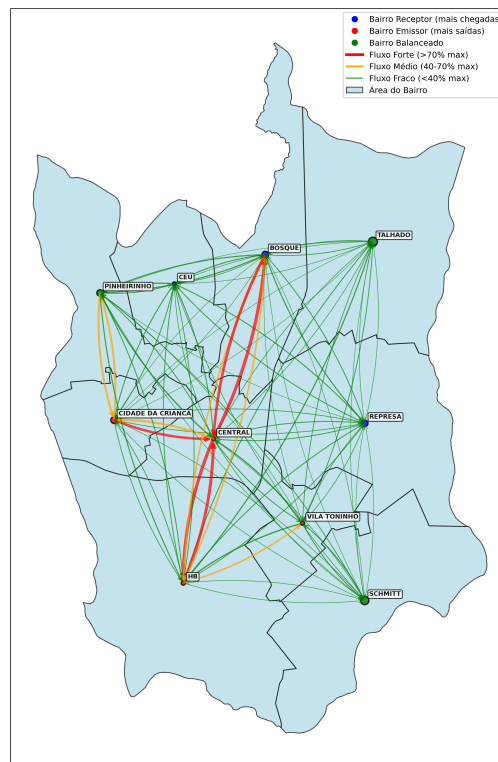 Bairro Receptor (mais chegadas)
Bairro Emissor (mais saídas)
Bairro Balanceado
Fluxo Forte (>70% max)
Fluxo Médio (40-70% max)
Fluxo Fraco (<40% max)
Área do Bairro
TALHADO
BOSQUE
CEU
PINHEIRINHO
CIDADE DA CRIANCA
REPRESA
CENTRAL
VILA TONINHO
HB
SCHMITT